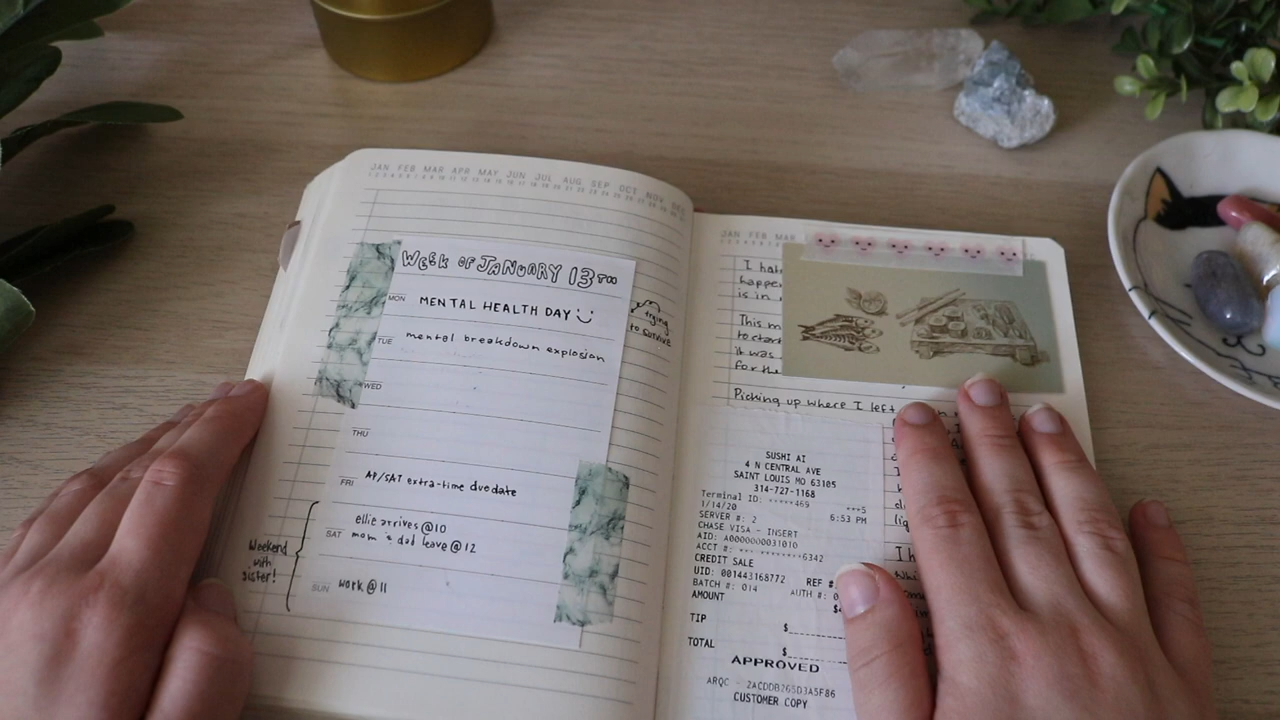 JAN FEB MAR APR MAY JUN JUL AUG SEP OCT NOV DEC
WEEK OF JANUARY 13TH
MON MENTAL HEALTH DAY
TUE mental breakdown explosion
WED
THU
FRI AP/SAT extra-time due date
SAT ellie arrives @ 10
mom & dad leave @ 12
SUN work @ 11
Weekend
with
sister!
trying
to survive
JAN FEB MAR
I
happe
is in
This m
to start
it was
for the
Picking up where I left
SUSHI AI
4 N CENTRAL AVE
SAINT LOUIS MO 63105
314-727-1168
Terminal ID: *****469 ***5
1/14/20 6:53 PM
SERVER #: 2
CHASE VISA - INSERT
AID: A0000000031010
ACCT #: *** ********6342
CREDIT SALE
UID: 001443168772 REF #
BATCH #: 014 AUTH #: 0
AMOUNT $
TIP $
TOTAL $
APPROVED
ARQC - 2ACDDB265D3A5F86
CUSTOMER COPY